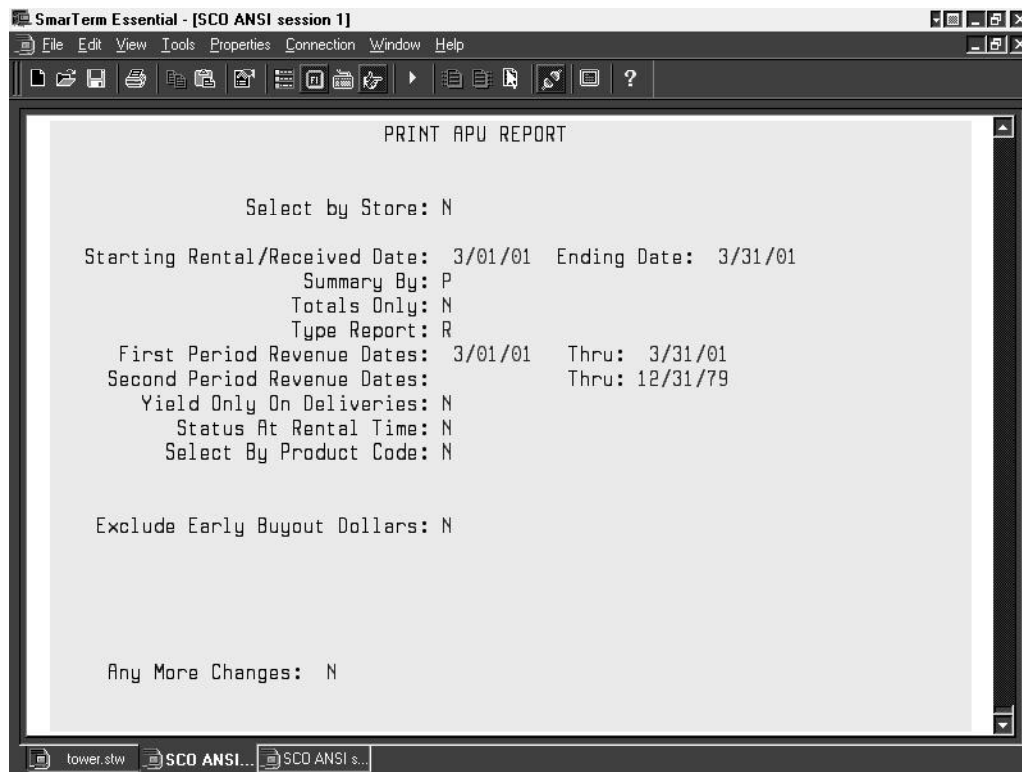 SmarTerm Essential - [SCO ANSI session 1]
File Edit View Tools Properties Connection Window Help
PRINT APU REPORT
Select by Store: N
Starting Rental/Received Date: 3/01/01 Ending Date: 3/31/01
Summary By: P
Totals Only: N
Type Report: R
First Period Revenue Dates: 3/01/01 Thru: 3/31/01
Second Period Revenue Dates: Thru: 12/31/79
Yield Only On Deliveries: N
Status At Rental Time: N
Select By Product Code: N
Exclude Early Buyout Dollars: N
Any More Changes: N
tower.stw SCO ANSI... SCO ANSI s...